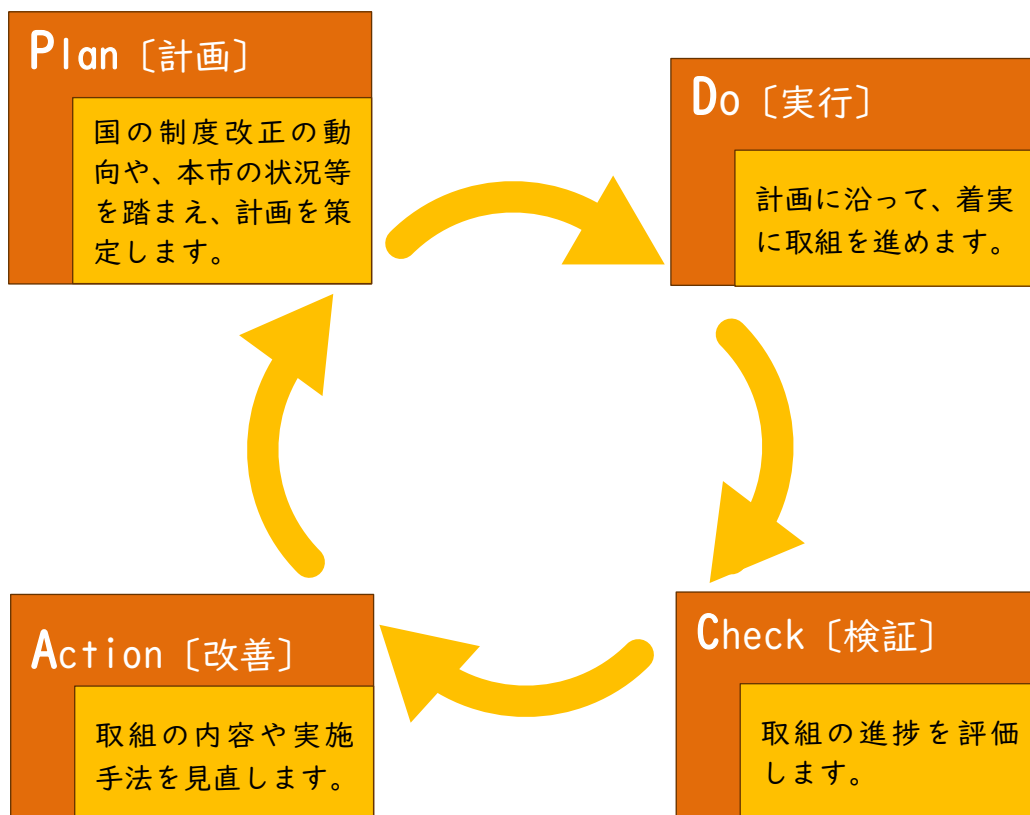 Plan〔計画〕
国の制度改正の動
向や、本市の状況等
を踏まえ、計画を策
定します。
Do〔実行〕
計画に沿って、着実
に取組を進めます。
Action〔改善〕
取組の内容や実施
手法を見直します。
Check〔検証〕
取組の進捗を評価
します。